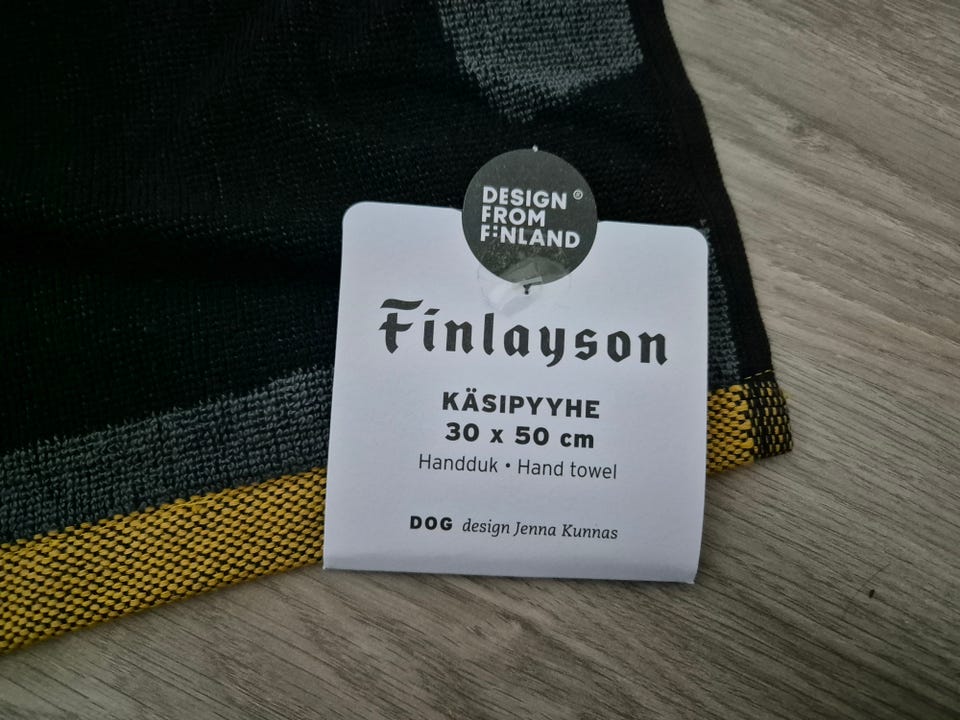 DESIGN ®
FROM
FINLAND
Finlayson
KÄSIPYYHE
30 x 50 cm
Handduk • Hand towel
DOG design Jenna Kunnas